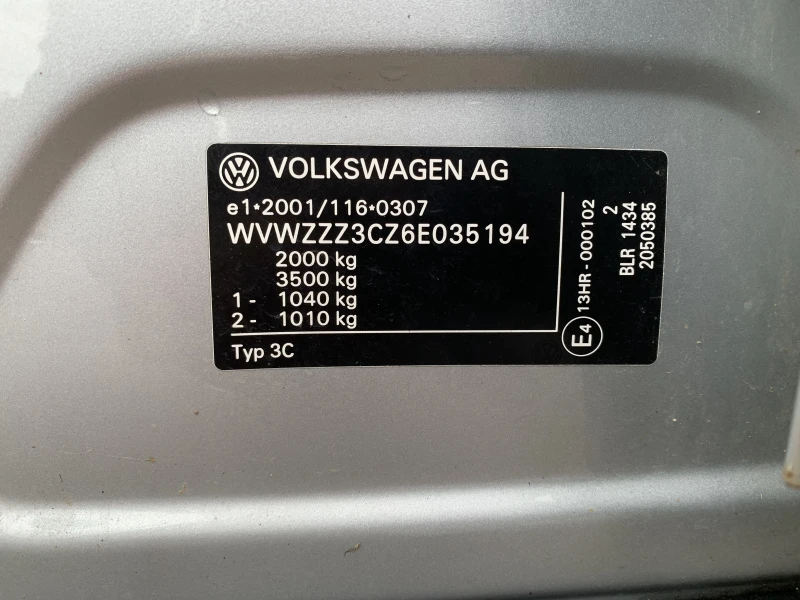 VOLKSWAGEN AG
e1*2001/116*0307
WVWZZZ3CZ6E035194
2000 kg
3500 kg
1 - 1040 kg
2 - 1010 kg
Typ 3C
E4 13HR - 000102
2
BLR 1434
2050385